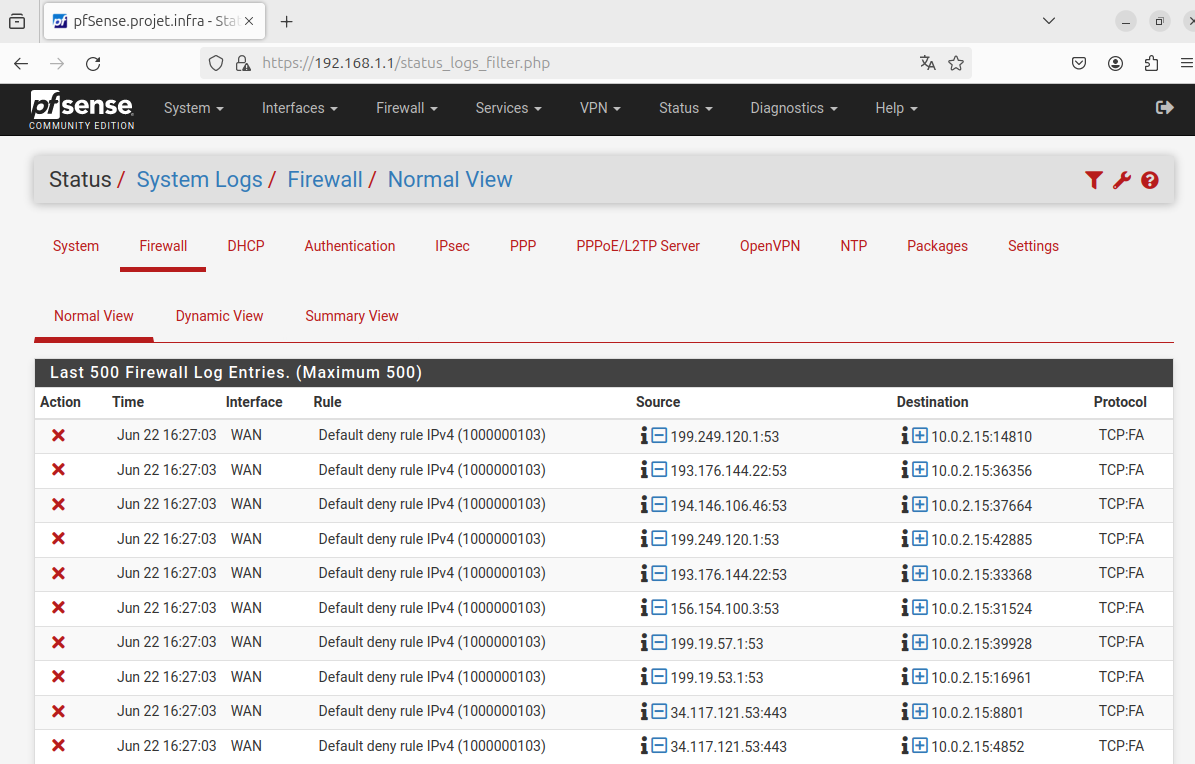 pfSense.projet.infra - Sta
https://192.168.1.1/status_logs_filter.php
pfsense
COMMUNITY EDITION
System Interfaces Firewall Services VPN Status Diagnostics Help
Status / System Logs / Firewall / Normal View
System Firewall DHCP Authentication IPsec PPP PPPoE/L2TP Server OpenVPN NTP Packages Settings
Normal View Dynamic View Summary View
Last 500 Firewall Log Entries. (Maximum 500)
Action Time Interface Rule Source Destination Protocol
Jun 22 16:27:03 WAN Default deny rule IPv4 (1000000103) 199.249.120.1:53 10.0.2.15:14810 TCP:FA
Jun 22 16:27:03 WAN Default deny rule IPv4 (1000000103) 193.176.144.22:53 10.0.2.15:36356 TCP:FA
Jun 22 16:27:03 WAN Default deny rule IPv4 (1000000103) 194.146.106.46:53 10.0.2.15:37664 TCP:FA
Jun 22 16:27:03 WAN Default deny rule IPv4 (1000000103) 199.249.120.1:53 10.0.2.15:42885 TCP:FA
Jun 22 16:27:03 WAN Default deny rule IPv4 (1000000103) 193.176.144.22:53 10.0.2.15:33368 TCP:FA
Jun 22 16:27:03 WAN Default deny rule IPv4 (1000000103) 156.154.100.3:53 10.0.2.15:31524 TCP:FA
Jun 22 16:27:03 WAN Default deny rule IPv4 (1000000103) 199.19.57.1:53 10.0.2.15:39928 TCP:FA
Jun 22 16:27:03 WAN Default deny rule IPv4 (1000000103) 199.19.53.1:53 10.0.2.15:16961 TCP:FA
Jun 22 16:27:03 WAN Default deny rule IPv4 (1000000103) 34.117.121.53:443 10.0.2.15:8801 TCP:FA
Jun 22 16:27:03 WAN Default deny rule IPv4 (1000000103) 34.117.121.53:443 10.0.2.15:4852 TCP:FA